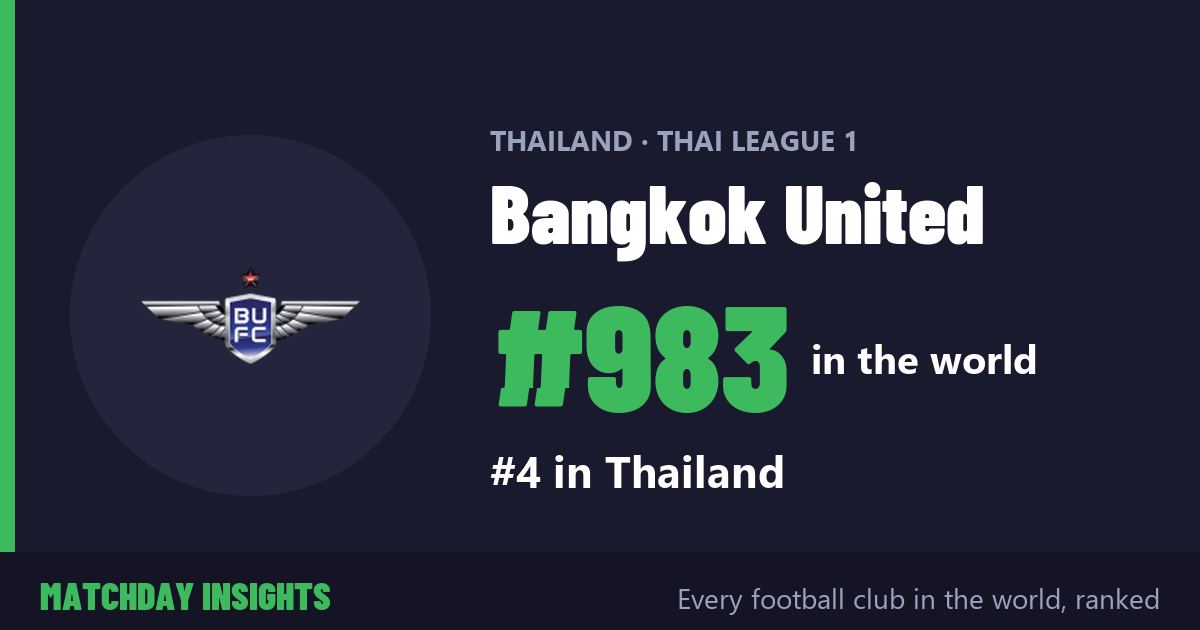 THAILAND · THAI LEAGUE 1
Bangkok United
BU
FC
#983 in the world
#4 in Thailand
MATCHDAY INSIGHTS
Every football club in the world, ranked